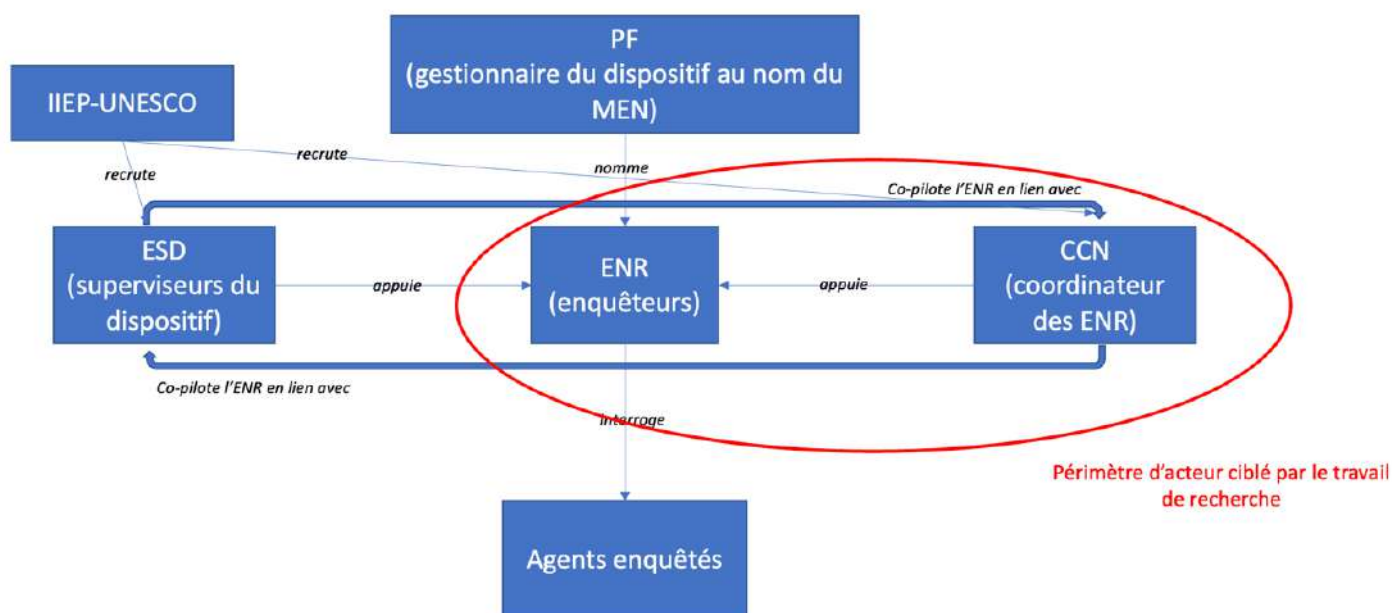 PF
(gestionnaire du dispositif au nom du
MEN)
IIEP-UNESCO
recrute
recrute
nomme
Co-pilote l'ENR en lien avec
ESD
(superviseurs du
dispositif)
appuie
ENR
(enquêteurs)
appuie
CCN
(coordinateur
des ENR)
Co-pilote l'ENR en lien avec
interroge
Périmètre d'acteur ciblé par le travail
de recherche
Agents enquêtés